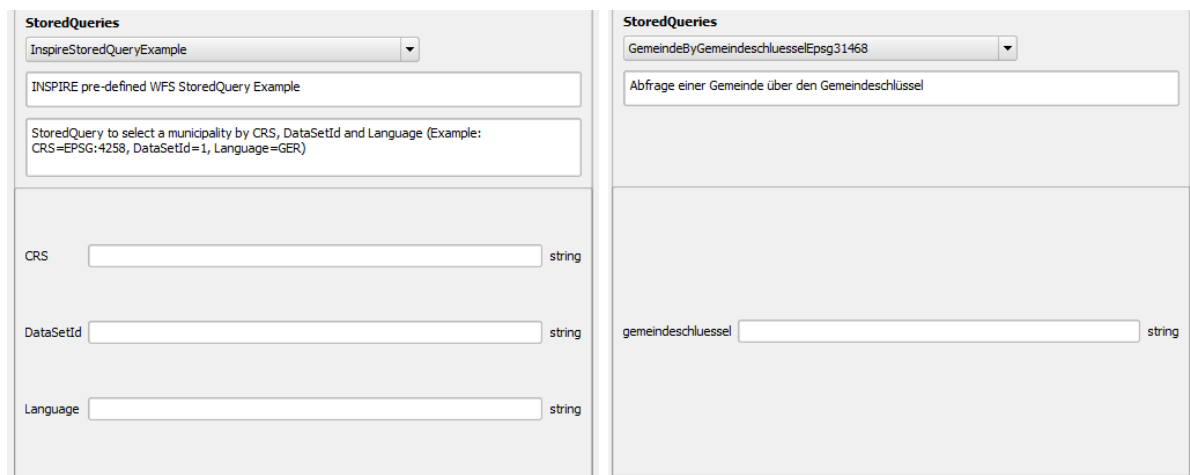 StoredQueries
InspireStoredQueryExample
INSPIRE pre-defined WFS StoredQuery Example
StoredQuery to select a municipality by CRS, DataSetId and Language (Example:
CRS=EPSG:4258, DataSetId=1, Language=GER)
CRS string
DataSetId string
Language string
StoredQueries
GemeindeByGemeindeschluesselEpsg31468
Abfrage einer Gemeinde über den Gemeindeschlüssel
gemeindeschluessel string